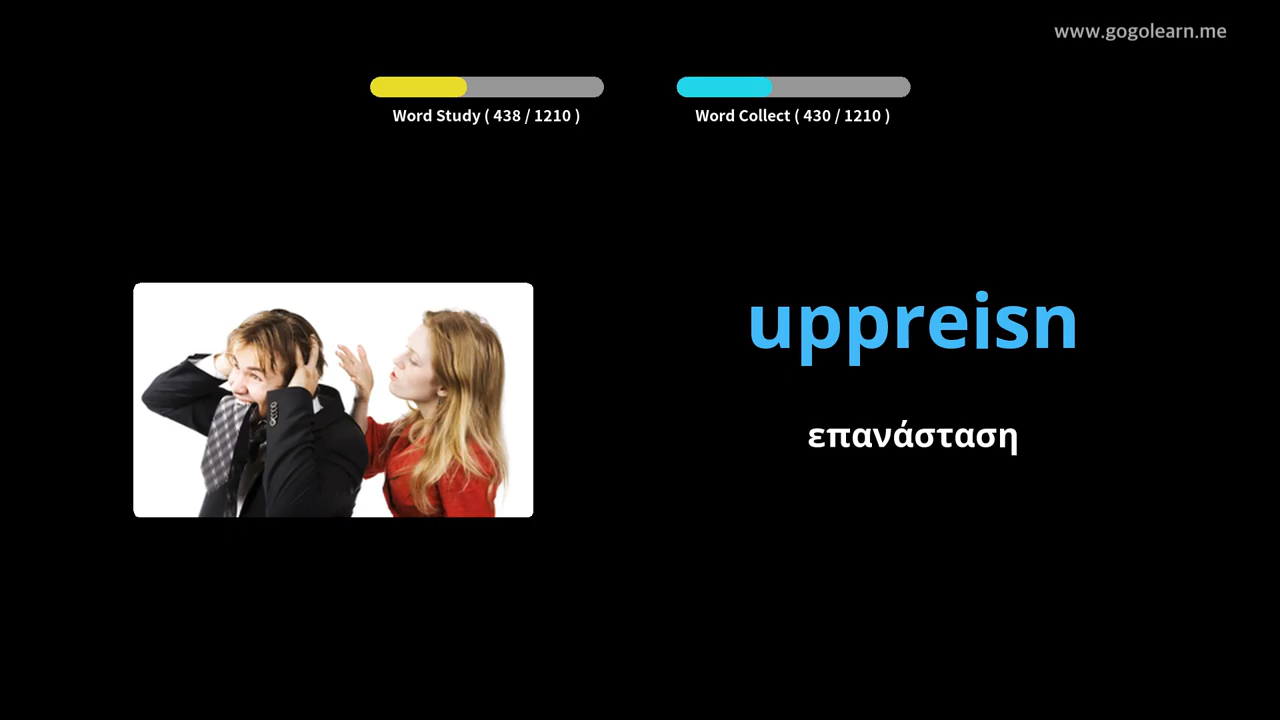 www.gogolearn.me
Word Study ( 438 / 1210 )
Word Collect ( 430 / 1210 )
uppreisn
επανάσταση